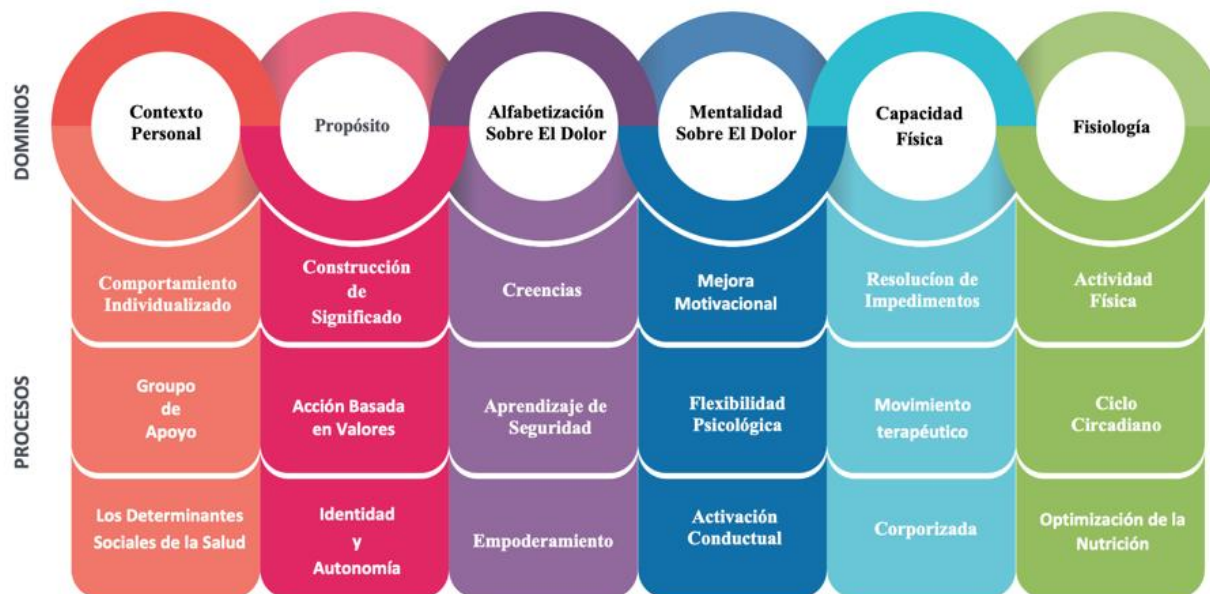 DOMINIOS
Contexto
Personal
Propósito
Alfabetización
Sobre El Dolor
Mentalidad
Sobre El Dolor
Capacidad
Física
Fisiología
PROCESOS
Comportamiento
Individualizado
Construcción
de
Significado
Creencias
Mejora
Motivacional
Resolucíon de
Impedimentos
Actividad
Física
Groupo
de
Apoyo
Acción Basada
en Valores
Aprendizaje de
Seguridad
Flexibilidad
Psicológica
Movimiento
terapéutico
Ciclo
Circadiano
Los Determinantes
Sociales de la Salud
Identidad
y
Autonomía
Empoderamiento
Activación
Conductual
Corporizada
Optimización de la
Nutrición